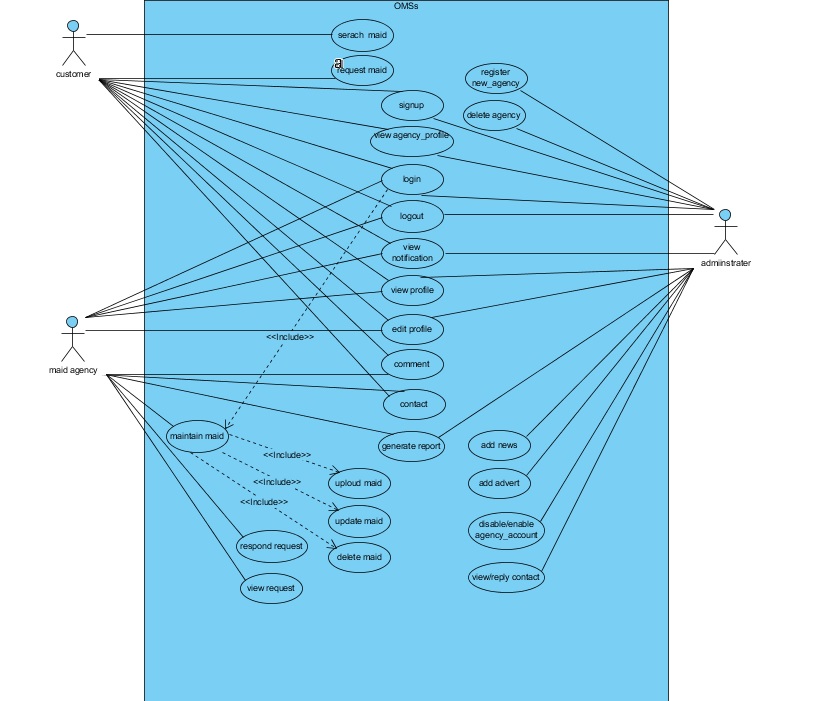 OMSs
serach maid
customer
a
request maid
register
new_agency
signup
delete agency
view agency_profile
login
logout
view
notification
adminstrater
view profile
edit profile
<<Include>>
maid agency
comment
contact
maintain maid
generate report
add news
<<Include>>
uploud maid
add advert
<<Include>>
<<Include>>
update maid
disable/enable
agency_account
respond request
delete maid
view/reply contact
view request